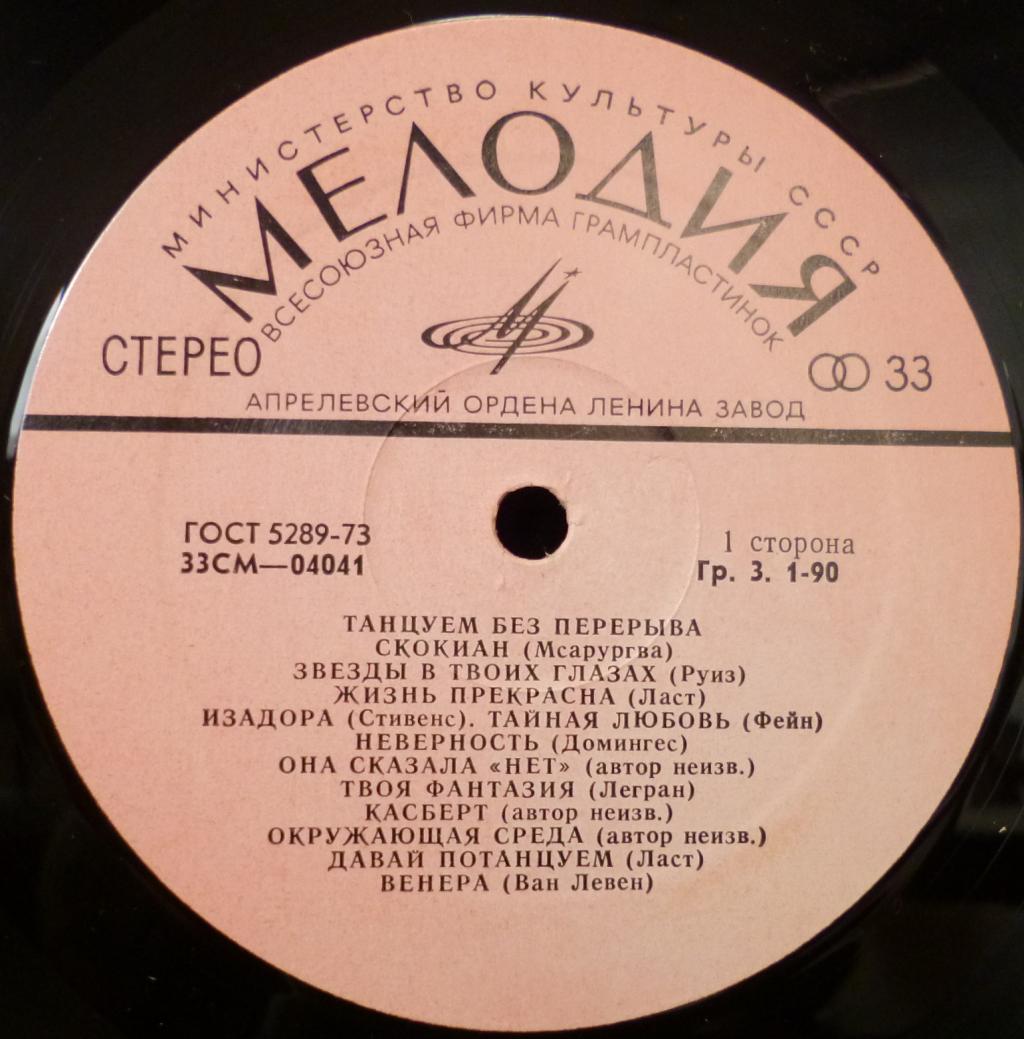 МИНИСТЕРСТВО КУЛЬТУРЫ СССР
МЕЛОДИЯ
ВСЕСОЮЗНАЯ ФИРМА ГРАМПЛАСТИНОК
СТЕРЕО
33
АПРЕЛЕВСКИЙ ОРДЕНА ЛЕНИНА ЗАВОД
ГОСТ 5289-73
33СМ—04041
1 сторона
Гр. 3. 1-90
ТАНЦУЕМ БЕЗ ПЕРЕРЫВА
СКОКИАН (Мсарургва)
ЗВЕЗДЫ В ТВОИХ ГЛАЗАХ (Руиз)
ЖИЗНЬ ПРЕКРАСНА (Ласт)
ИЗАДОРА (Стивенс). ТАЙНАЯ ЛЮБОВЬ (Фейн)
НЕВЕРНОСТЬ (Домингес)
ОНА СКАЗАЛА «НЕТ» (автор неизв.)
ТВОЯ ФАНТАЗИЯ (Легран)
КАСБЕРТ (автор неизв.)
ОКРУЖАЮЩАЯ СРЕДА (автор неизв.)
ДАВАЙ ПОТАНЦУЕМ (Ласт)
ВЕНЕРА (Ван Левен)